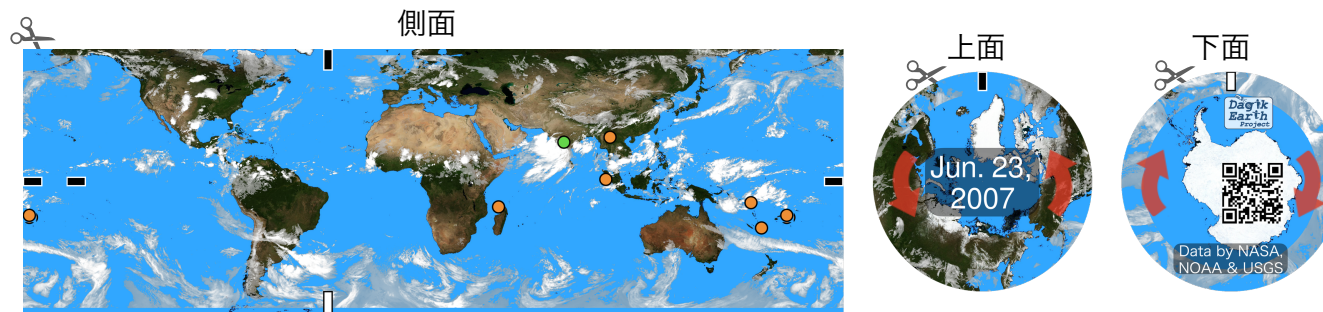 側面
上面
下面
Jun. 23,
2007
Dagik
Earth
Project
Data by NASA,
NOAA & USGS